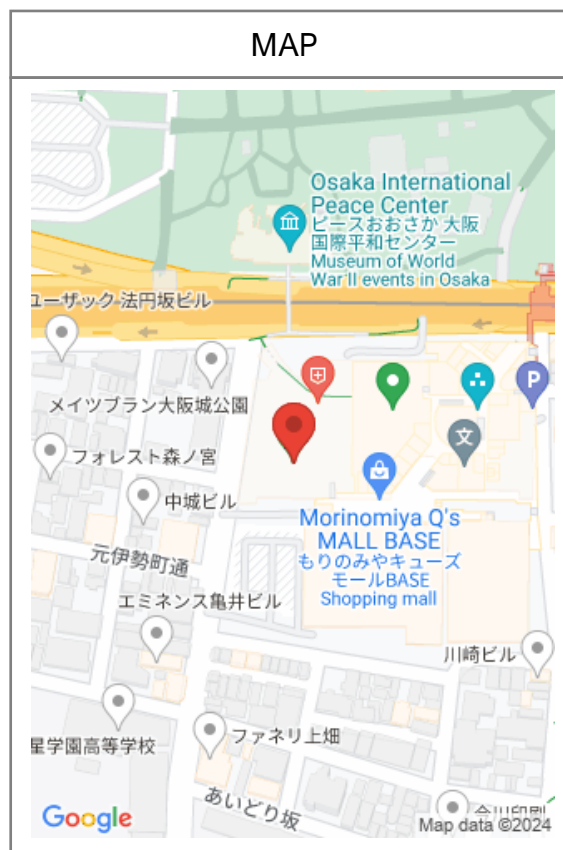 MAP
Osaka International
Peace Center
ピースおおさか 大阪
国際平和センター
Museum of World
War II events in Osaka
ユーザック 法円坂ビル
メイツブラン大阪城公園
P
文
フォレスト森ノ宮
中城ビル
Morinomiya Q's
MALL BASE
もりのみやキューズ
モールBASE
Shopping mall
元伊勢町通
エミネンス亀井ビル
川崎ビル
星学園高等学校
ファネリ上畑
あいどり坂
Google
Map data ©2024